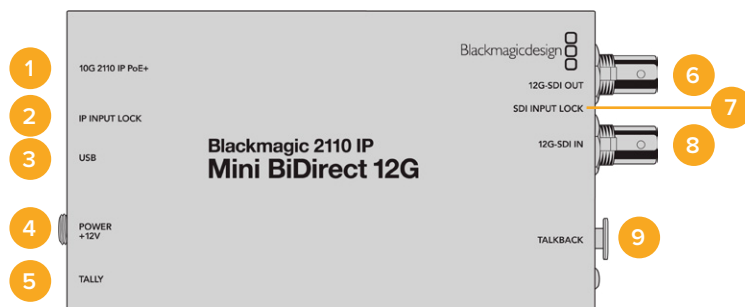 1
10G 2110 IP PoE+
2
IP INPUT LOCK
3
USB
4
POWER
+12V
5
TALLY
Blackmagic 2110 IP
Mini BiDirect 12G
Blackmagicdesign
12G-SDI OUT
6
SDI INPUT LOCK
7
12G-SDI IN
8
TALKBACK
9